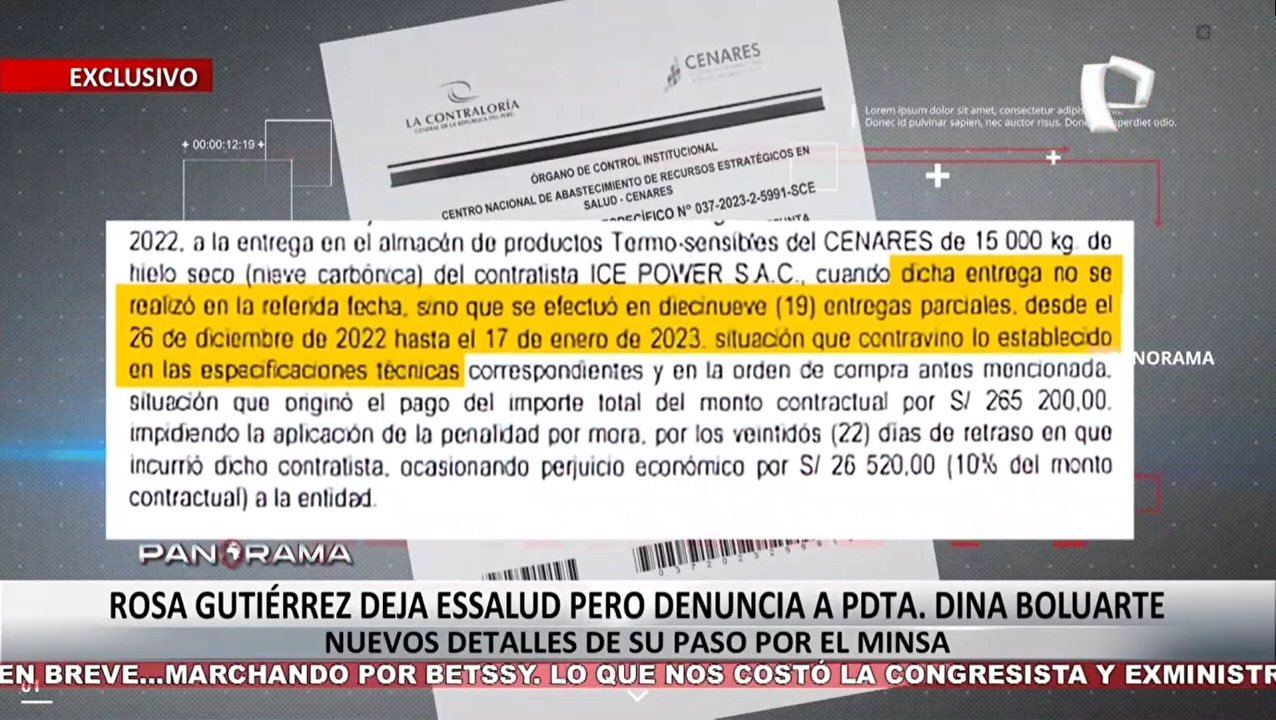 EXCLUSIVO
LA CONTRALORÍA
GENERAL DE LA REPÚBLICA DEL PERÚ
CENARES
+ 00:00:12:19 +
Lorem ipsum dolor sit amet, consectetur adipis
Donec id pulvinar sapien, nec auctor risus. Done mperdiet odio.
ÓRGANO DE CONTROL INSTITUCIONAL
CENTRO NACIONAL DE ABASTECIMIENTO DE RECURSOS ESTRATÉGICOS EN
SALUD - CENARES
ESPECÍFICO N° 037-2023-2-5991-SCE
2022, a la entrega en el almacén de productos Termo-sensibles del CENARES de 15 000 kg. de
hielo seco (nieve carbónica) del contratista ICE POWER S.A.C., cuando dicha entrega no se
realizó en la referida fecha, sino que se efectuó en diecinueve (19) entregas parciales, desde el
26 de diciembre de 2022 hasta el 17 de enero de 2023, situación que contravino lo establecido
en las especificaciones técnicas correspondientes y en la orden de compra antes mencionada,
situación que originó el pago del importe total del monto contractual por S/ 265 200,00,
impidiendo la aplicación de la penalidad por mora, por los veintidós (22) días de retraso en que
incurrió dicho contratista, ocasionando perjuicio económico por S/ 26 520,00 (10% del monto
contractual) a la entidad.
NORAMA
PANORAMA
ROSA GUTIÉRREZ DEJA ESSALUD PERO DENUNCIA A PDTA. DINA BOLUARTE
NUEVOS DETALLES DE SU PASO POR EL MINSA
EN BREVE...MARCHANDO POR BETSSY. LO QUE NOS COSTÓ LA CONGRESISTA Y EXMINISTR
01